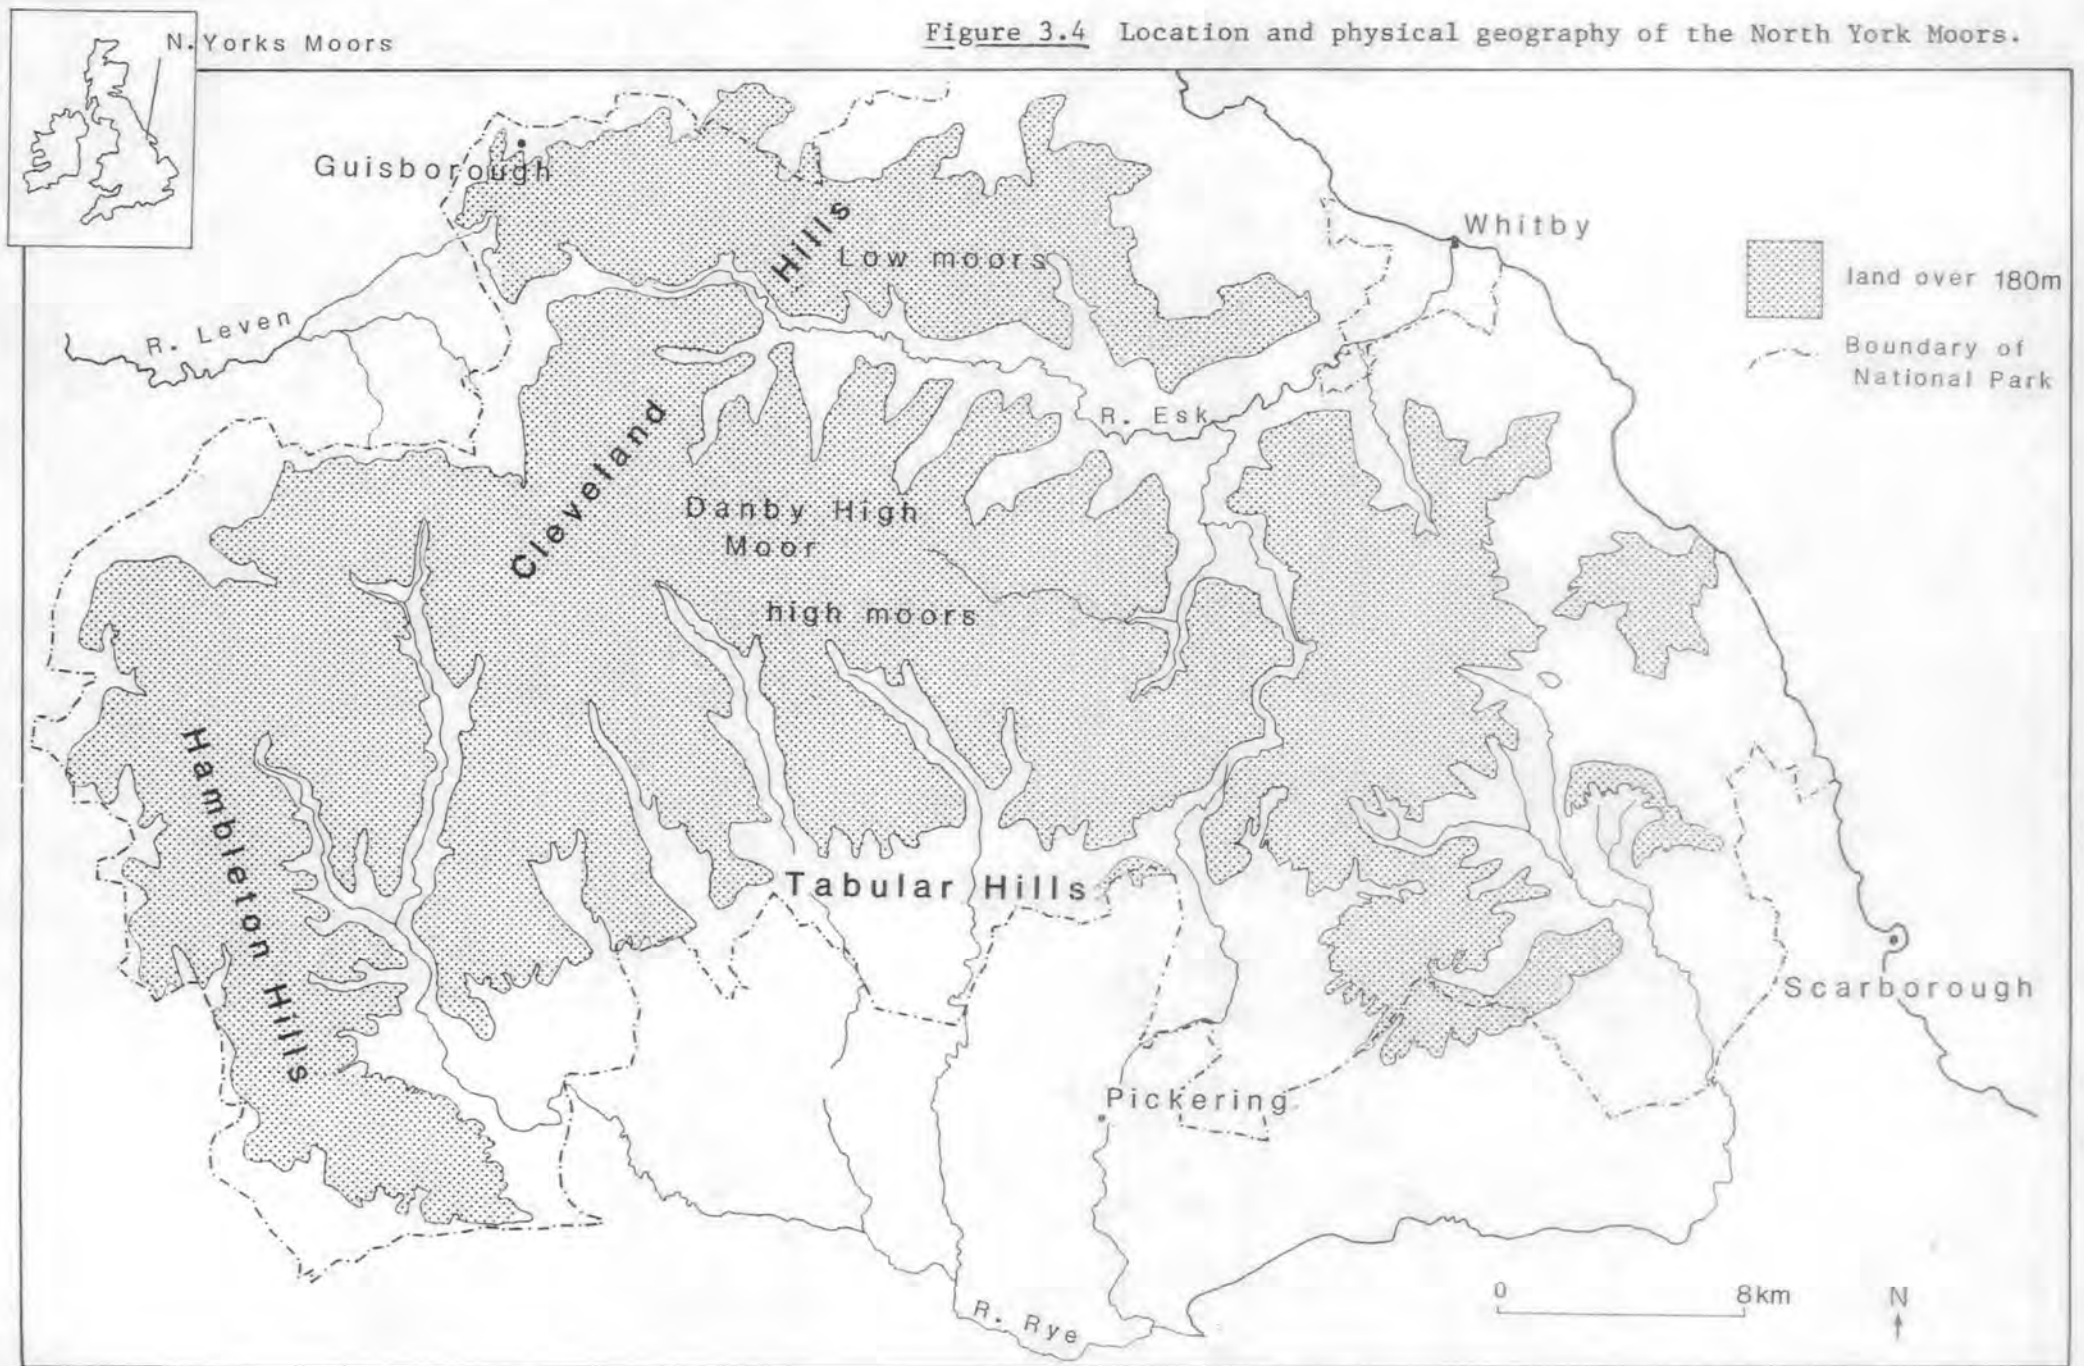 Figure 3.4 Location and physical geography of the North York Moors.
N. Yorks Moors
Guisborough
Whitby
Hills
Low moors
land over 180m
R. Leven
Boundary of
National Park
R. Esk
Cleveland
Danby High
Moor
high moors
Hambleton Hills
Tabular Hills
Scarborough
Pickering
0 8km
N
R. Rye